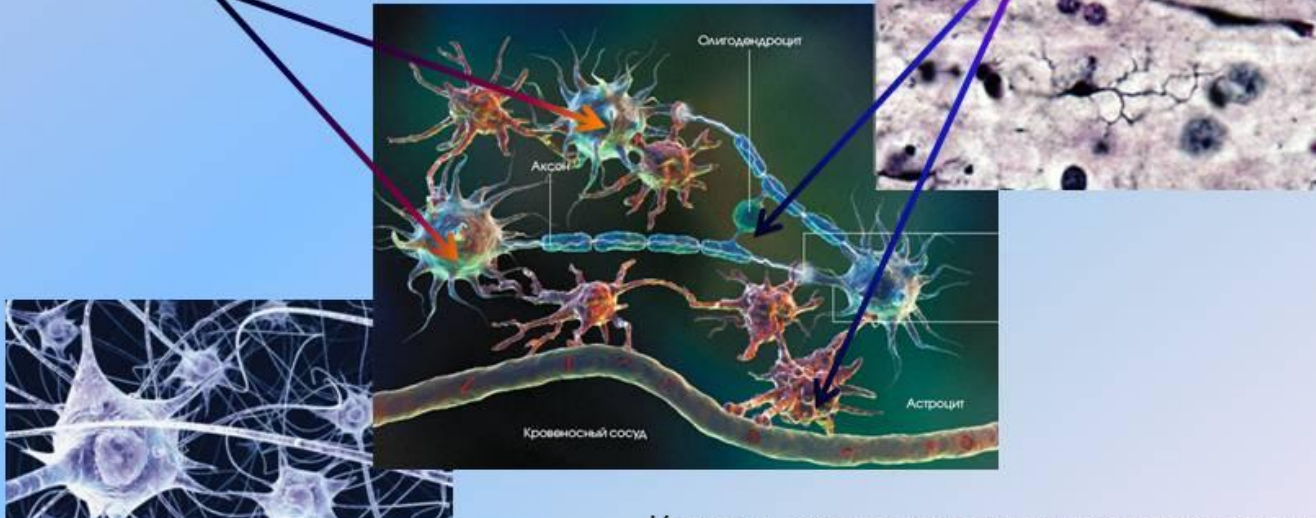 Олигодендроцит
Аксон
Астроцит
Кровеносный сосуд